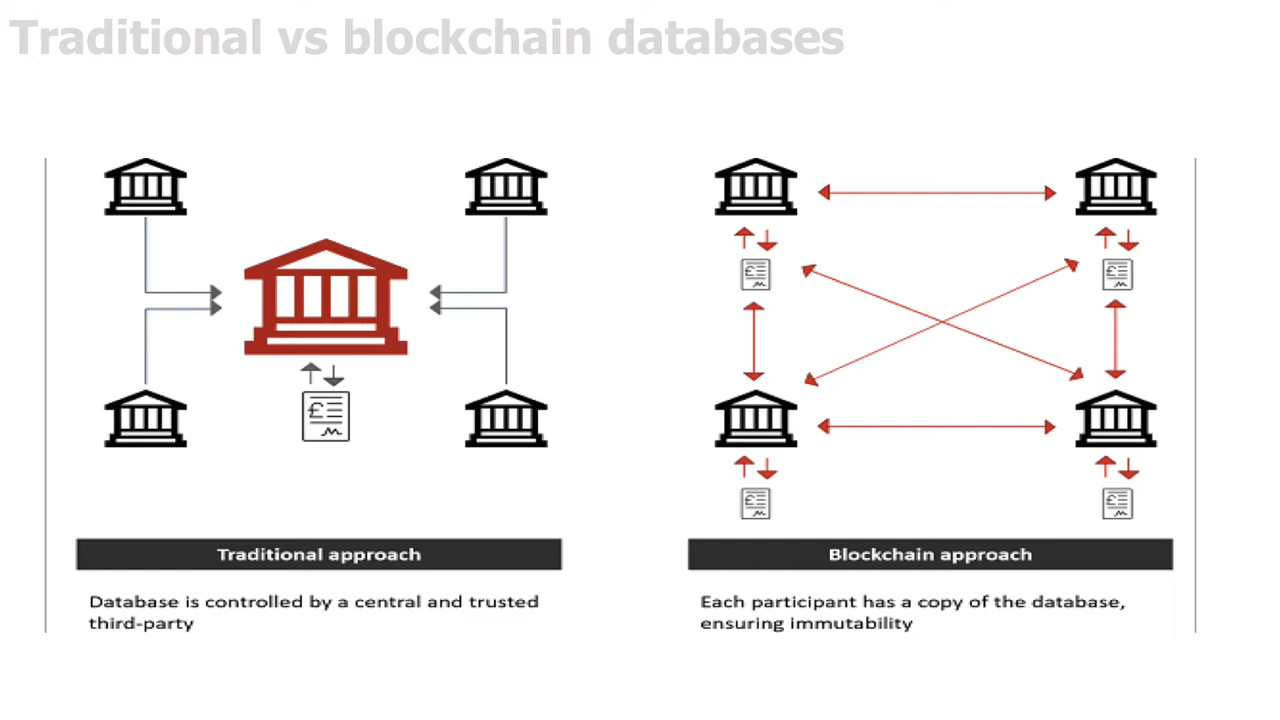 Traditional vs blockchain databases
£
£
£
£
£
Traditional approach
Blockchain approach
Database is controlled by a central and trusted
third-party
Each participant has a copy of the database,
ensuring immutability